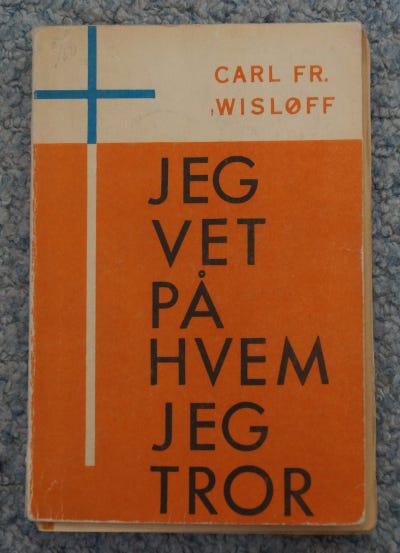 CARL FR.
WISLØFF
JEG
VET
PÅ
HVEM
JEG
TROR